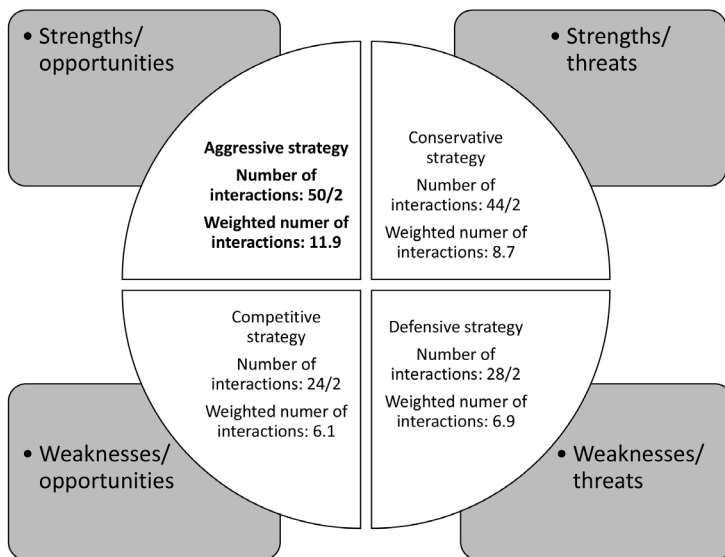 • Strengths/
opportunities
• Strengths/
threats
Aggressive strategy
Number of
interactions: 50/2
Weighted numer of
interactions: 11.9
Conservative
strategy
Number of
interactions: 44/2
Weighted numer of
interactions: 8.7
Competitive
strategy
Number of
interactions: 24/2
Weighted numer of
interactions: 6.1
Defensive strategy
Number of
interactions: 28/2
Weighted numer of
interactions: 6.9
• Weaknesses/
opportunities
• Weaknesses/
threats